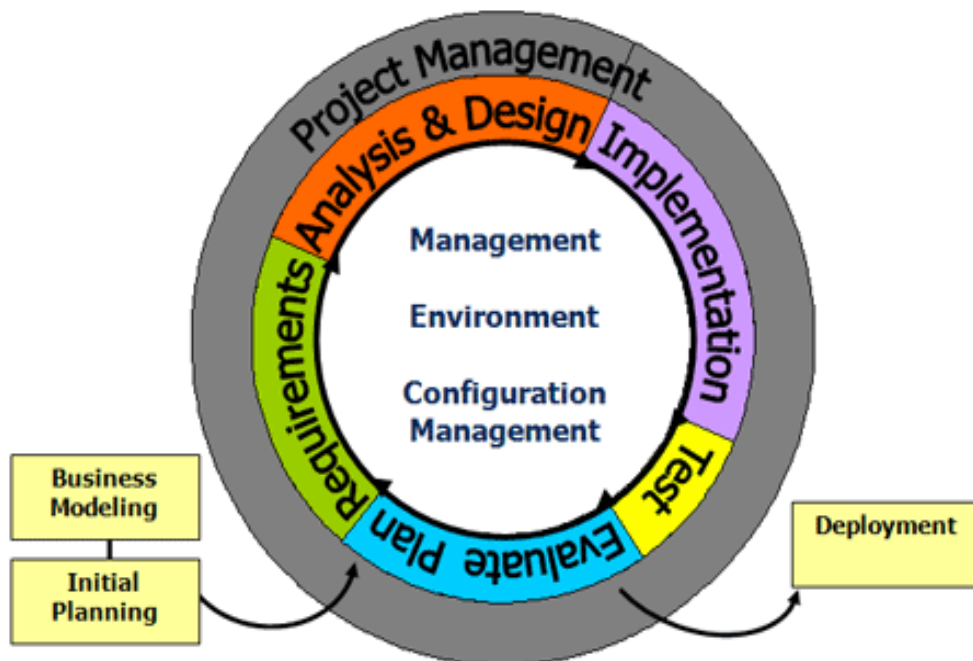 Project Management
Analysis & Design
Implementation
Management
Environment
Configuration
Management
Requirements
Test
Evaluate Plan
Business
Modeling
Initial
Planning
Deployment